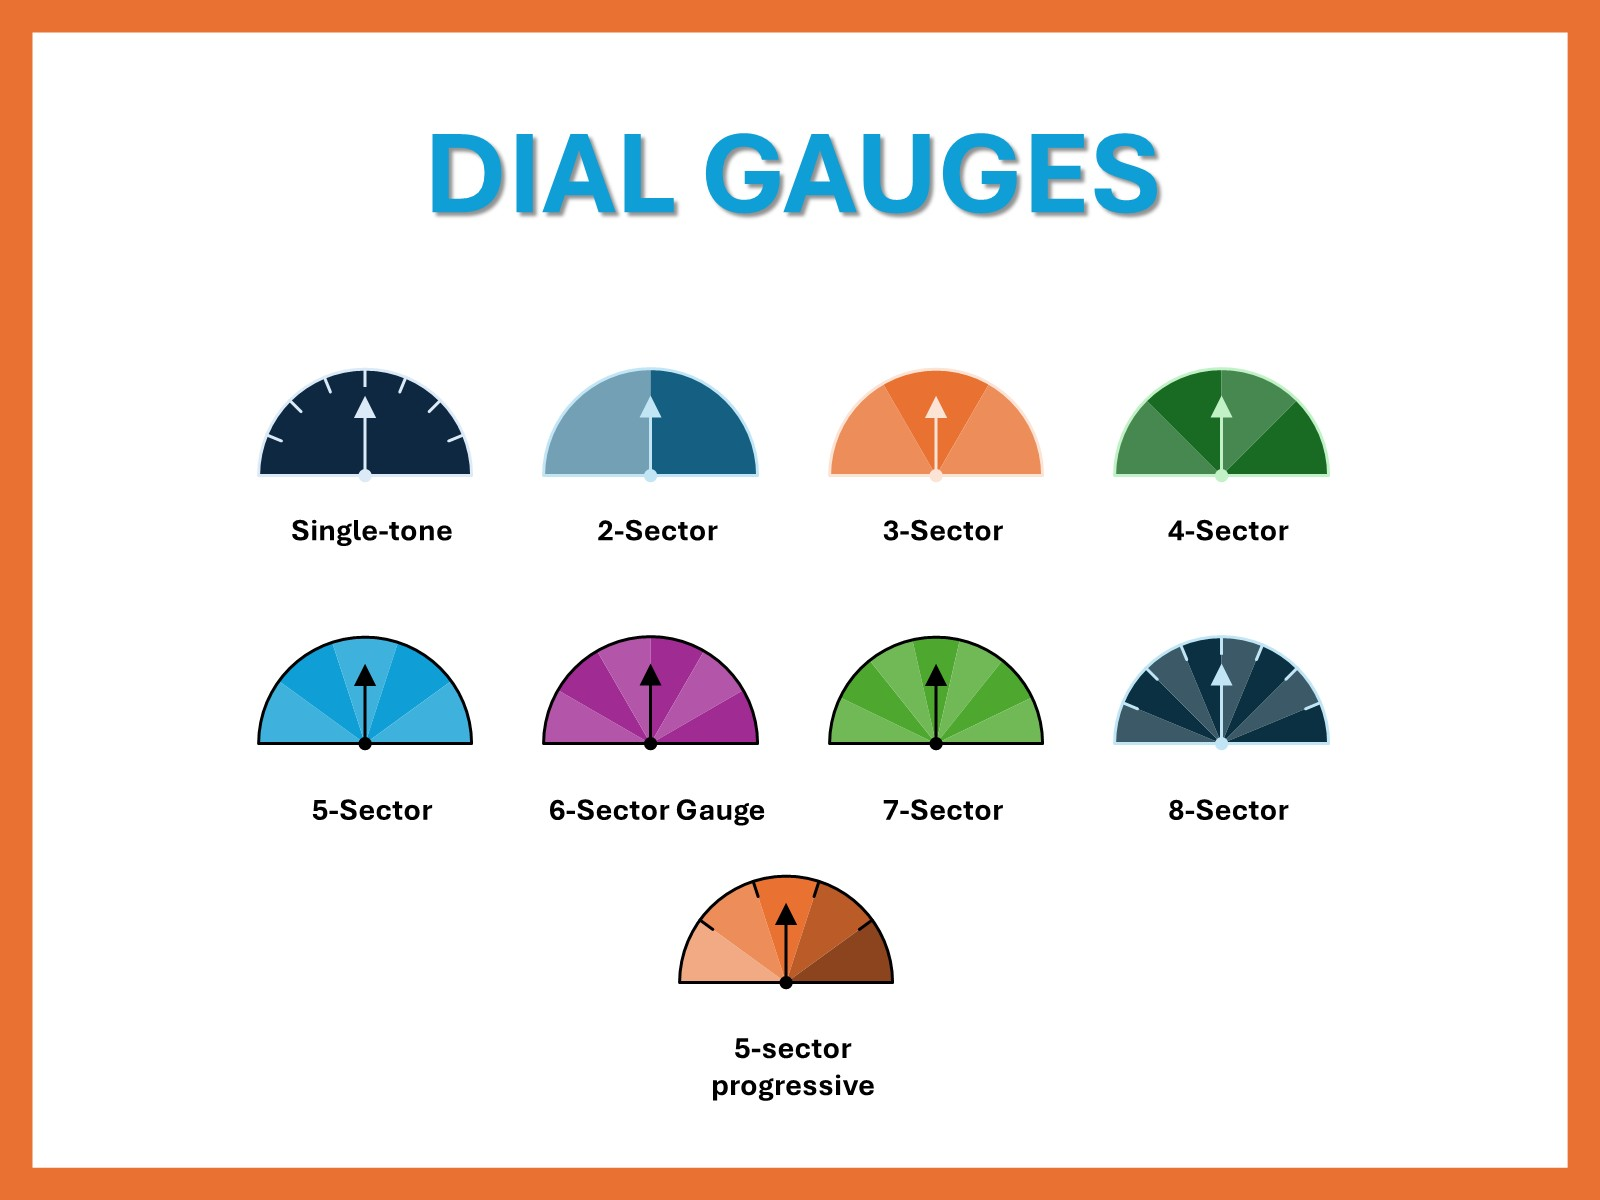 DIAL GAUGES
Single-tone
2-Sector
3-Sector
4-Sector
5-Sector
6-Sector Gauge
7-Sector
8-Sector
5-sector
progressive